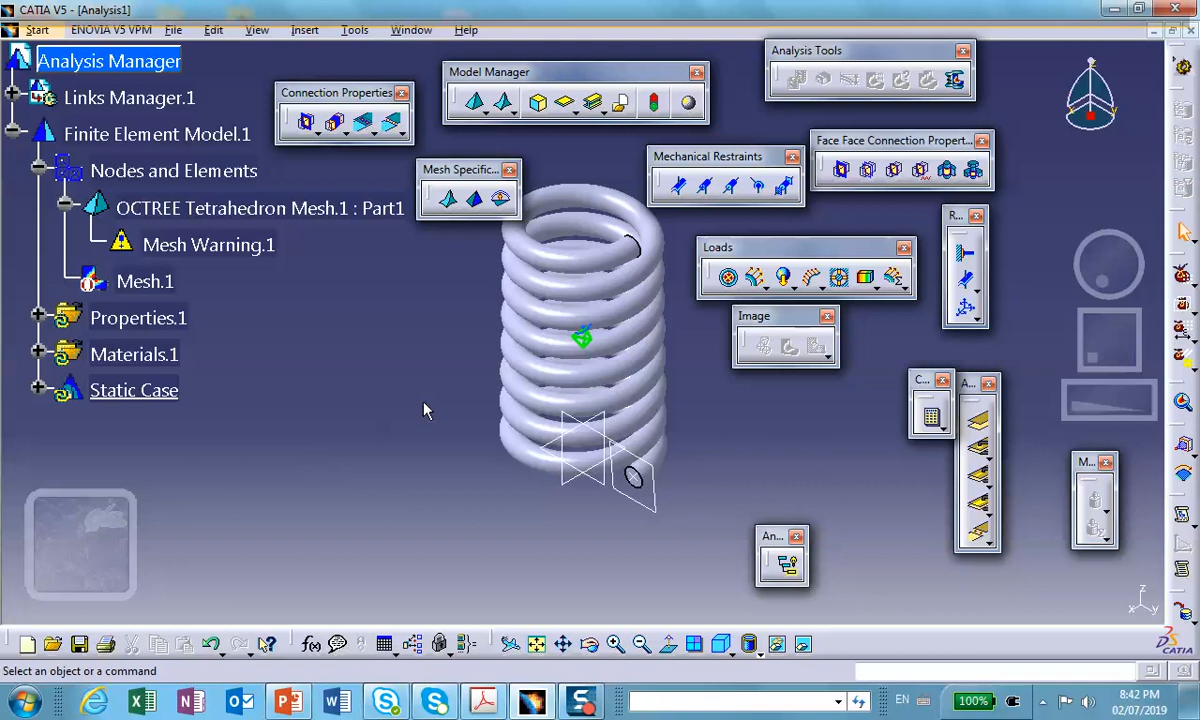 CATIA V5 - [Analysis1]
Start ENOVIA V5 VPM File Edit View Insert Tools Window Help
Analysis Manager
Links Manager.1
Finite Element Model.1
Nodes and Elements
OCTREE Tetrahedron Mesh.1 : Part1
Mesh Warning.1
Mesh.1
Properties.1
Materials.1
Static Case
Connection Properties
Model Manager
Analysis Tools
Mesh Specific...
Mechanical Restraints
Face Face Connection Propert...
R...
Loads
Image
C...
A...
M...
An...
z
x
y
f(x)
CATIA
Select an object or a command
EN
100%
8:42 PM
02/07/2019